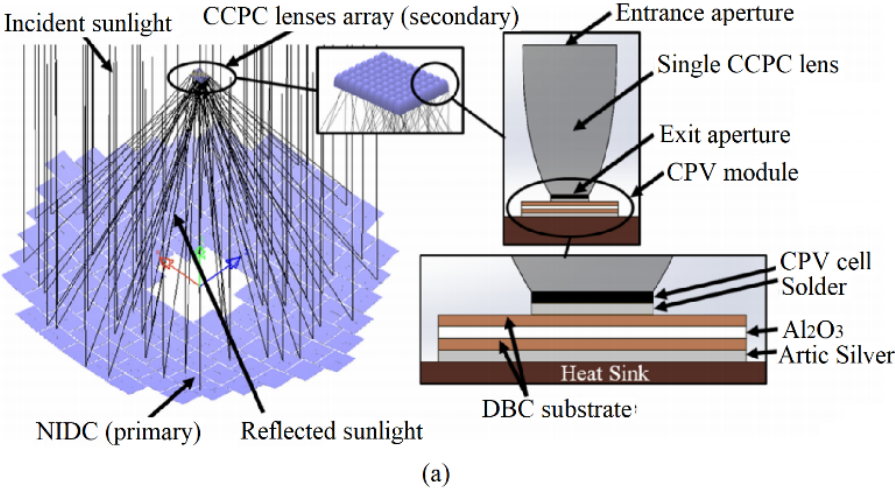 Incident sunlight
CCPC lenses array (secondary)
Entrance aperture
Single CCPC lens
Exit aperture
CPV module
CPV cell
Solder
Al2O3
Artic Silver
Heat Sink
DBC substrate
NIDC (primary)
Reflected sunlight
(a)